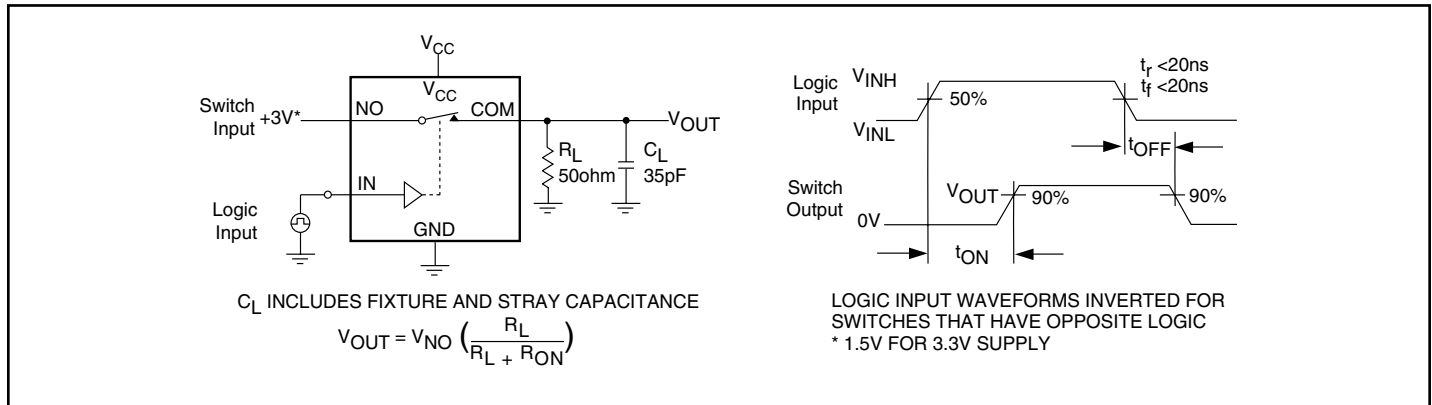 VCC
VCC
Switch
Input
+3V*
NO
COM
VOUT
RL
50ohm
CL
35pF
IN
Logic
Input
GND
CL INCLUDES FIXTURE AND STRAY CAPACITANCE
VOUT = VNO (RL / RL + RON)
Logic
Input
VINH
VINL
50%
tr <20ns
tf <20ns
tOFF
Switch
Output
VOUT
0V
90%
90%
tON
LOGIC INPUT WAVEFORMS INVERTED FOR
SWITCHES THAT HAVE OPPOSITE LOGIC
* 1.5V FOR 3.3V SUPPLY